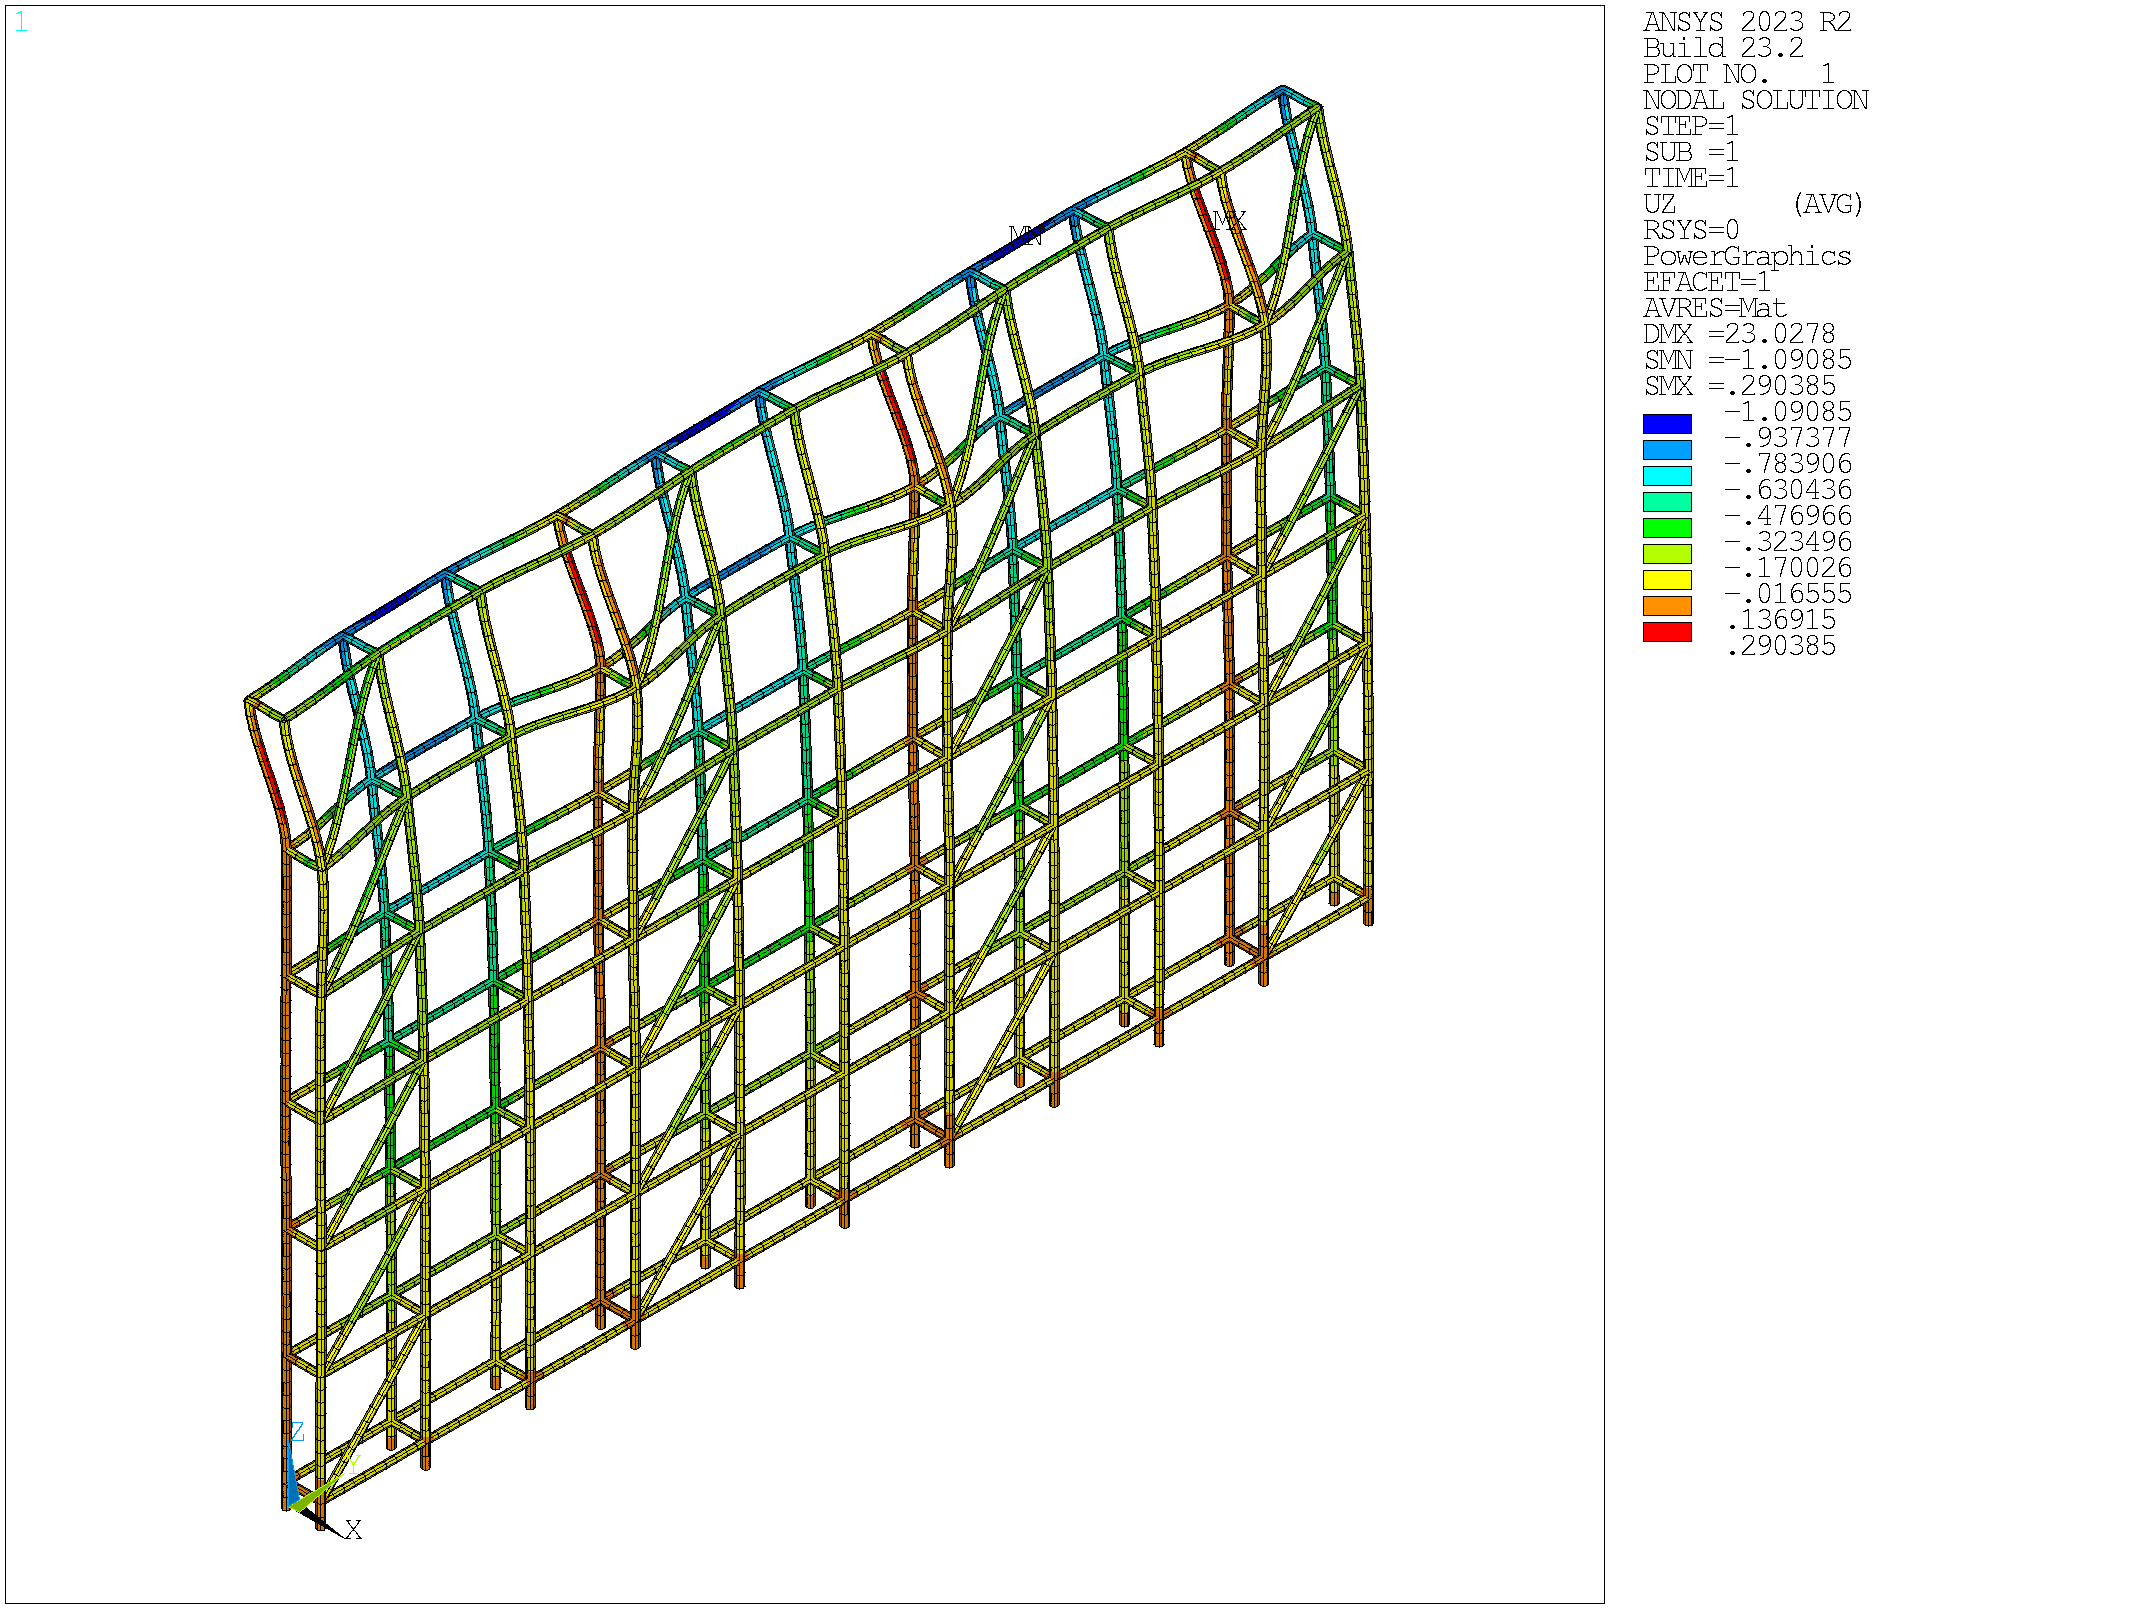 1
ANSYS 2023 R2
Build 23.2
PLOT NO. 1
NODAL SOLUTION
STEP=1
SUB =1
TIME=1
UZ (AVG)
RSYS=0
PowerGraphics
EFACET=1
AVRES=Mat
DMX =23.0278
SMN =-1.09085
SMX =.290385
-1.09085
-.937377
-.783906
-.630436
-.476966
-.323496
-.170026
-.016555
.136915
.290385
MX
MN
Z
Y
X